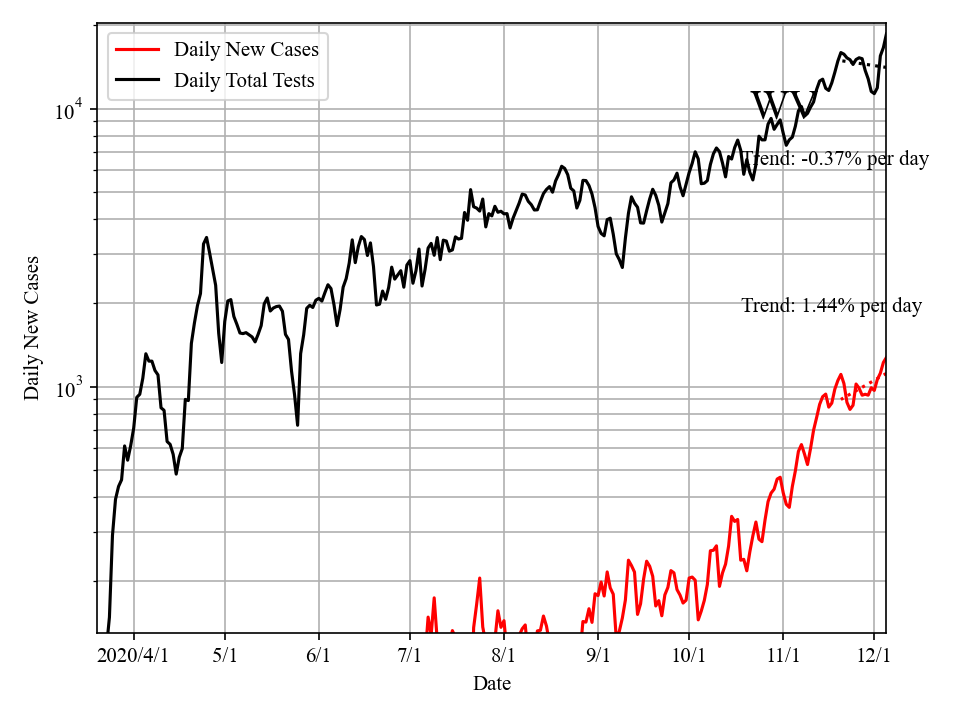 Daily New Cases
Daily Total Tests
10^4
WV
Trend: -0.37% per day
Daily New Cases
Trend: 1.44% per day
10^3
2020/4/1 5/1 6/1 7/1 8/1 9/1 10/1 11/1 12/1
Date